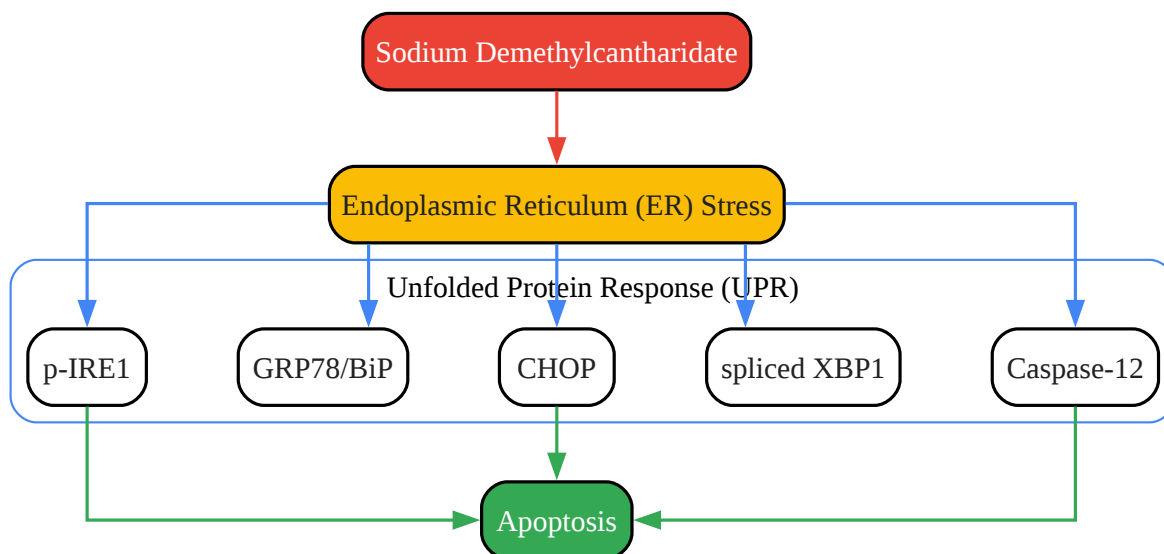 Sodium Demethylcantharidate
Endoplasmic Reticulum (ER) Stress
Unfolded Protein Response (UPR)
p-IRE1
GRP78/BiP
CHOP
spliced XBP1
Caspase-12
Apoptosis